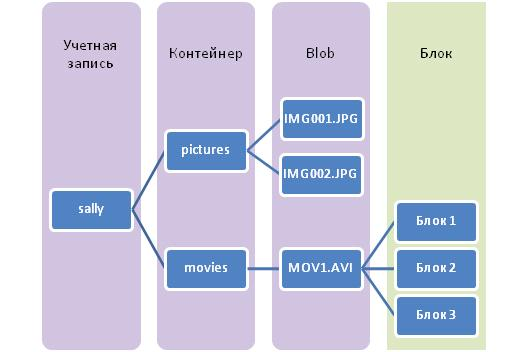 Учетная
запись
Контейнер
Blob
Блок
sally
pictures
movies
IMG001.JPG
IMG002.JPG
MOV1.AVI
Блок 1
Блок 2
Блок 3